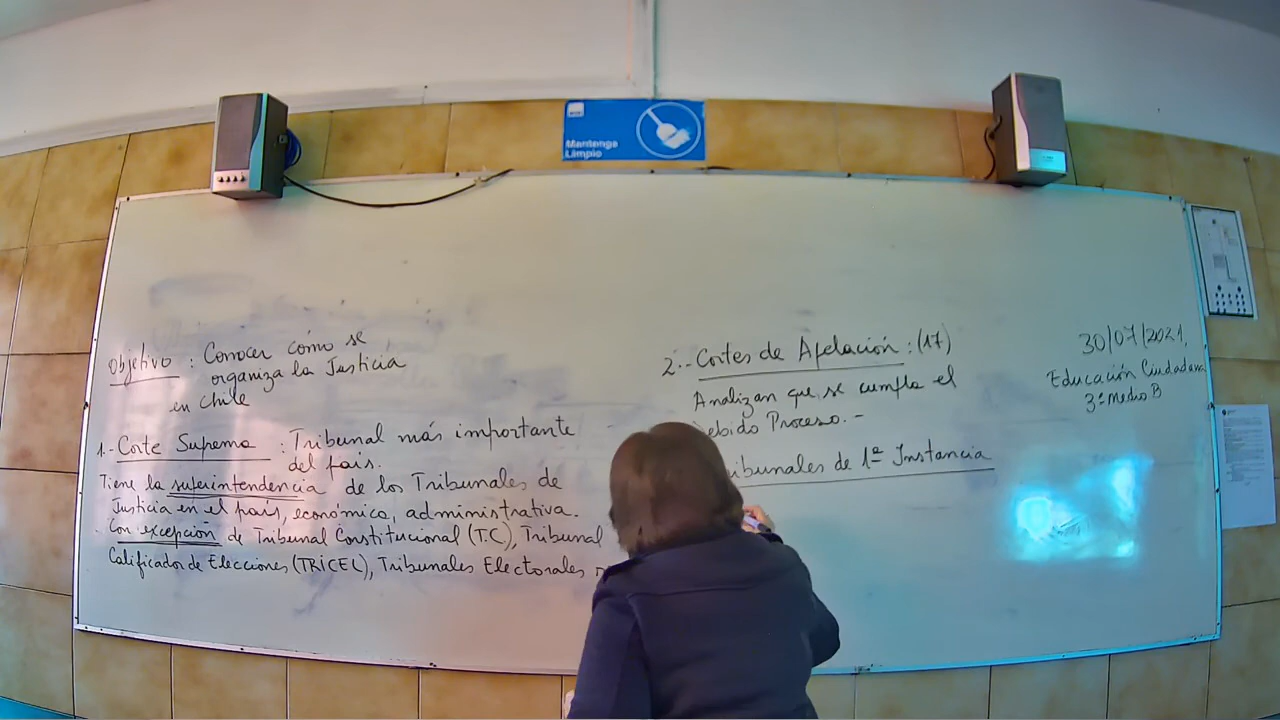 Mantenga
Limpio
Objetivo : Conocer cómo se
organiza la Justicia
en Chile
1.- Corte Suprema : Tribunal más importante
del país.
Tiene la superintendencia de los Tribunales de
Justicia en el país, económica, administrativa.
Con excepción de Tribunal Constitucional (T.C), Tribunal
Calificador de Elecciones (TRICEL), Tribunales Electorales
2.- Cortes de Apelación : (17)
Analizan que se cumpla el
Debido Proceso.-
Tribunales de 1ª Instancia
30/07/2021,
Educación Ciudadana
3º Medio B